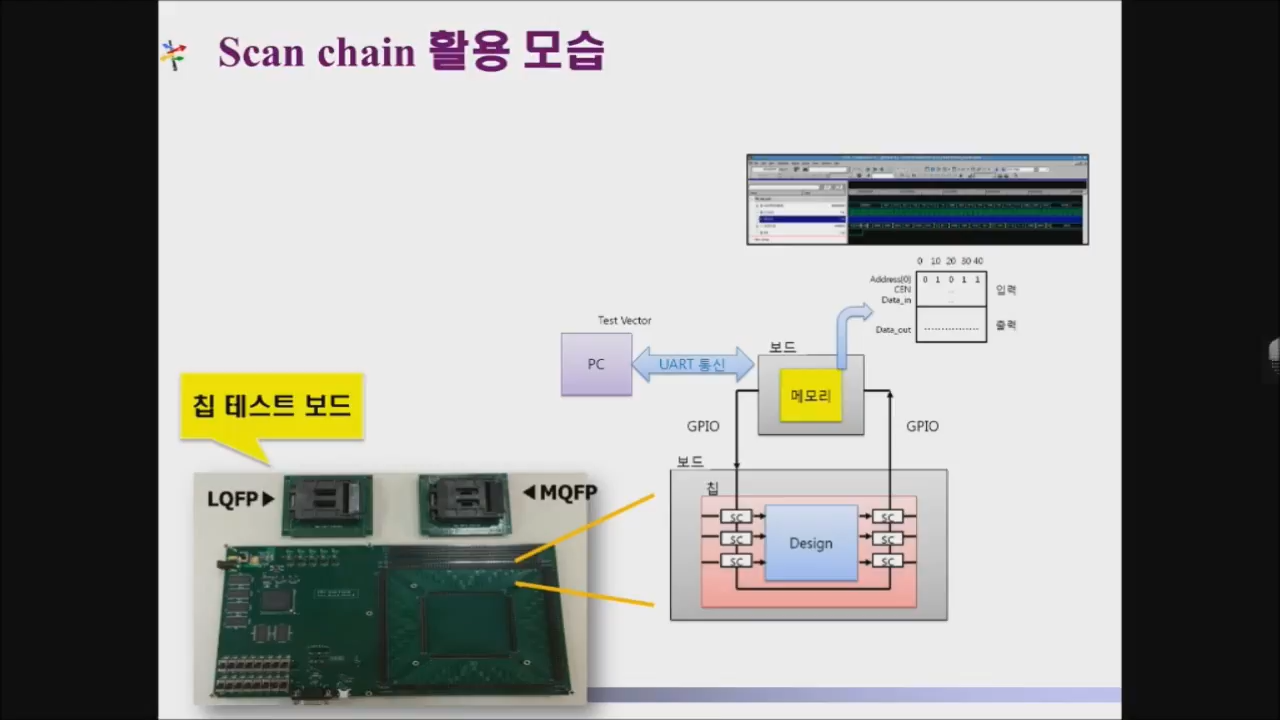 Scan chain 활용 모습
0 10 20 30 40
Address[0] 0 1 0 1 1
CEN
Data_in
입력
Data_out
출력
Test Vector
PC
UART 통신
보드
메모리
GPIO
GPIO
칩 테스트 보드
LQFP
MQFP
보드
칩
SC
SC
SC
Design
SC
SC
SC